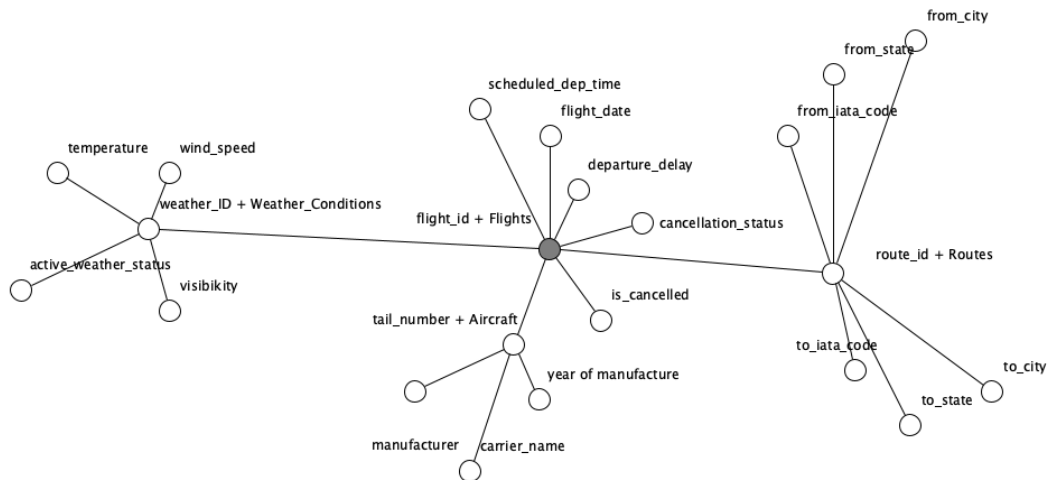 from_city
from_state
scheduled_dep_time
flight_date
from_iata_code
temperature
wind_speed
departure_delay
weather_ID + Weather_Conditions
flight_id + Flights
cancellation_status
active_weather_status
route_id + Routes
visibikity
is_cancelled
tail_number + Aircraft
to_iata_code
year of manufacture
to_city
to_state
manufacturer
carrier_name